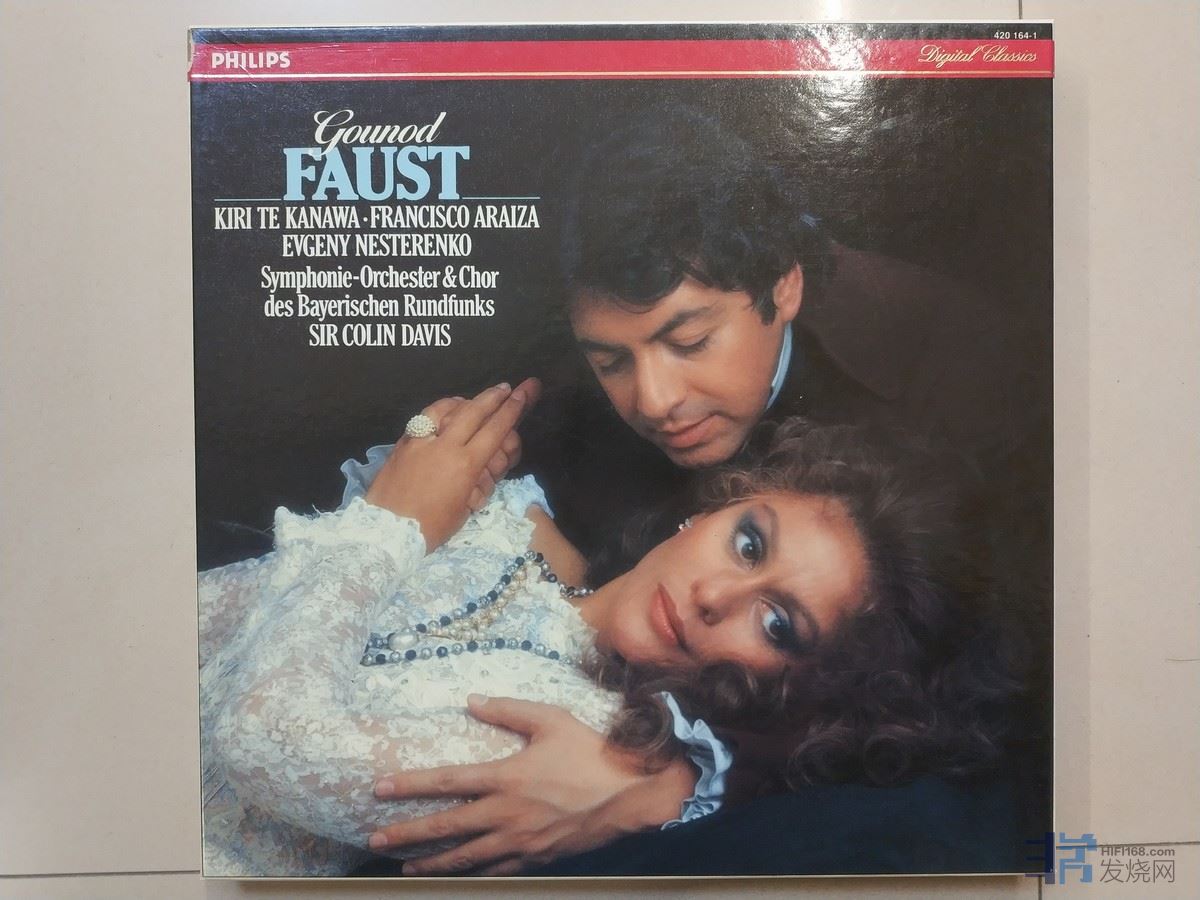 420 164-1
PHILIPS
Digital Classics
Gounod
FAUST
KIRI TE KANAWA · FRANCISCO ARAIZA
EVGENY NESTERENKO
Symphonie-Orchester & Chor
des Bayerischen Rundfunks
SIR COLIN DAVIS
HIFI168.com
发烧网